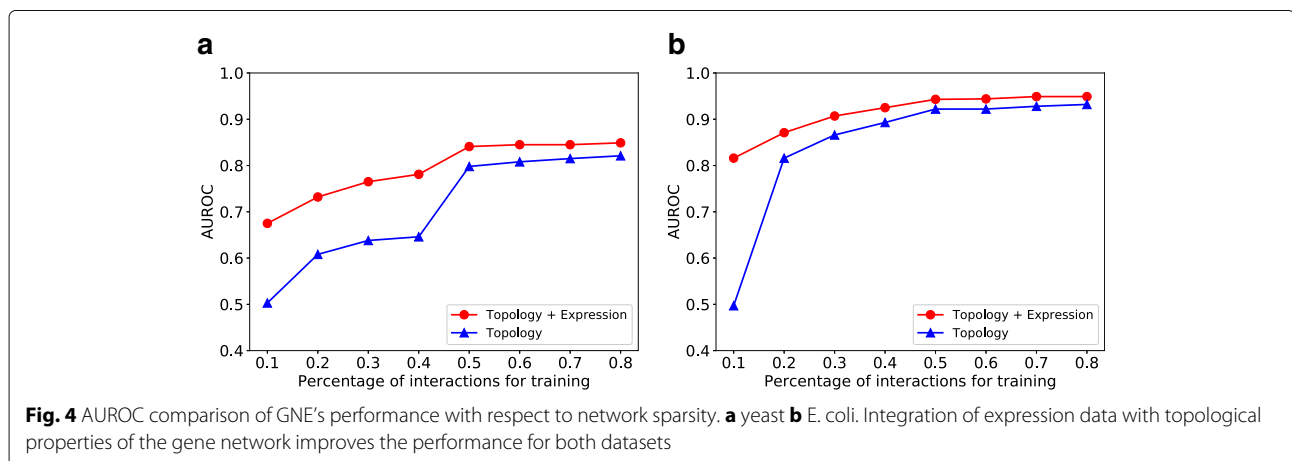 a
1.0
0.9
0.8
0.7
0.6
0.5
0.4
AUROC
0.1 0.2 0.3 0.4 0.5 0.6 0.7 0.8
Percentage of interactions for training
Topology + Expression
Topology
b
1.0
0.9
0.8
0.7
0.6
0.5
0.4
AUROC
0.1 0.2 0.3 0.4 0.5 0.6 0.7 0.8
Percentage of interactions for training
Topology + Expression
Topology
Fig. 4 AUROC comparison of GNE's performance with respect to network sparsity. a yeast b E. coli. Integration of expression data with topological
properties of the gene network improves the performance for both datasets